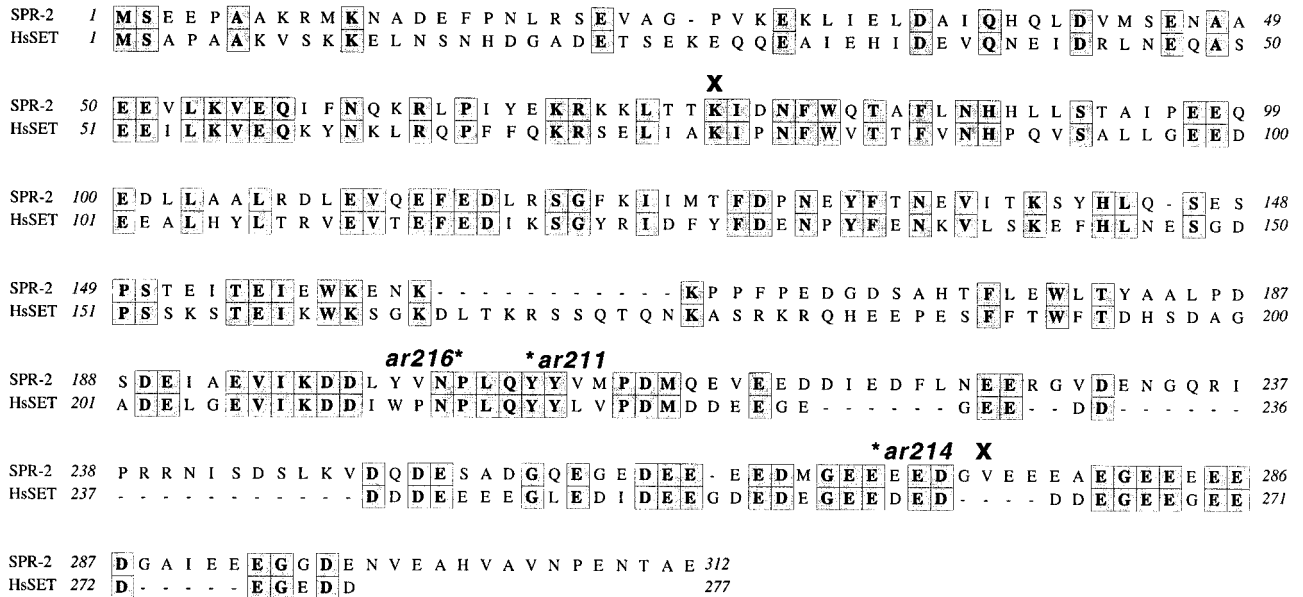 SPR-2 1 M S E E P A A K R M K N A D E F P N L R S E V A G - P V K E K L I E L D A I Q H Q L D V M S E N A A 49
HsSET 1 M S A P A A K V S K K E L N S N H D G A D E T S E K E Q Q E A I E H I D E V Q N E I D R L N E Q A S 50
X
SPR-2 50 E E V L K V E Q I F N Q K R L P I Y E K R K K L T T K I D N F W Q T A F L N H H L L S T A I P E E Q 99
HsSET 51 E E I L K V E Q K Y N K L R Q P F F Q K R S E L I A K I P N F W V T T F V N H P Q V S A L L G E E D 100
SPR-2 100 E D L L A A L R D L E V Q E F E D L R S G F K I I M T F D P N E Y F T N E V I T K S Y H L Q - S E S 148
HsSET 101 E E A L H Y L T R V E V T E F E D I K S G Y R I D F Y F D E N P Y F E N K V L S K E F H L N E S G D 150
SPR-2 149 P S T E I T E I E W K E N K - - - - - - - - - - - K P P F P E D G D S A H T F L E W L T Y A A L P D 187
HsSET 151 P S S K S T E I K W K S G K D L T K R S S Q T Q N K A S R K R Q H E E P E S F F T W F T D H S D A G 200
ar216* *ar211
SPR-2 188 S D E I A E V I K D D L Y V N P L Q Y Y V M P D M Q E V E E D D I E D F L N E E R G V D E N G Q R I 237
HsSET 201 A D E L G E V I K D D I W P N P L Q Y Y L V P D M D D E E G E - - - - - - G E E - - D D - - - - - - 236
*ar214 X
SPR-2 238 P R R N I S D S L K V D Q D E S A D G Q E G E D E E - E E D M G E E E E D G V E E E A E G E E E E E 286
HsSET 237 - - - - - - - - - - - D D D E E E E G L E D I D E E G D E D E G E E D E D - - - - D D E G E E G E E 271
SPR-2 287 D G A I E E E G G D E N V E A H V A V N P E N T A E 312
HsSET 272 D - - - - - E G E D D 277